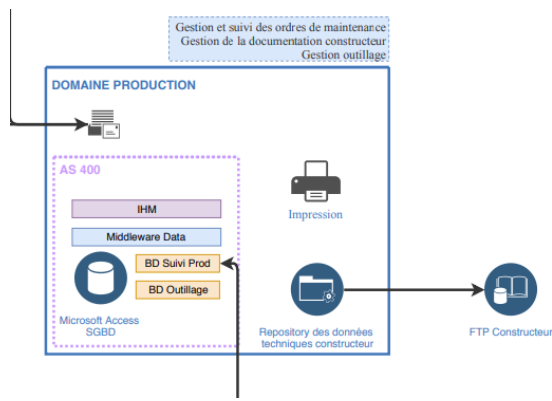 Gestion et suivi des ordres de maintenance
Gestion de la documentation constructeur
Gestion outillage
DOMAINE PRODUCTION
AS 400
IHM
Middleware Data
BD Suivi Prod
BD Outillage
Microsoft Access
SGBD
Impression
Repository des données
techniques constructeur
FTP Constructeur